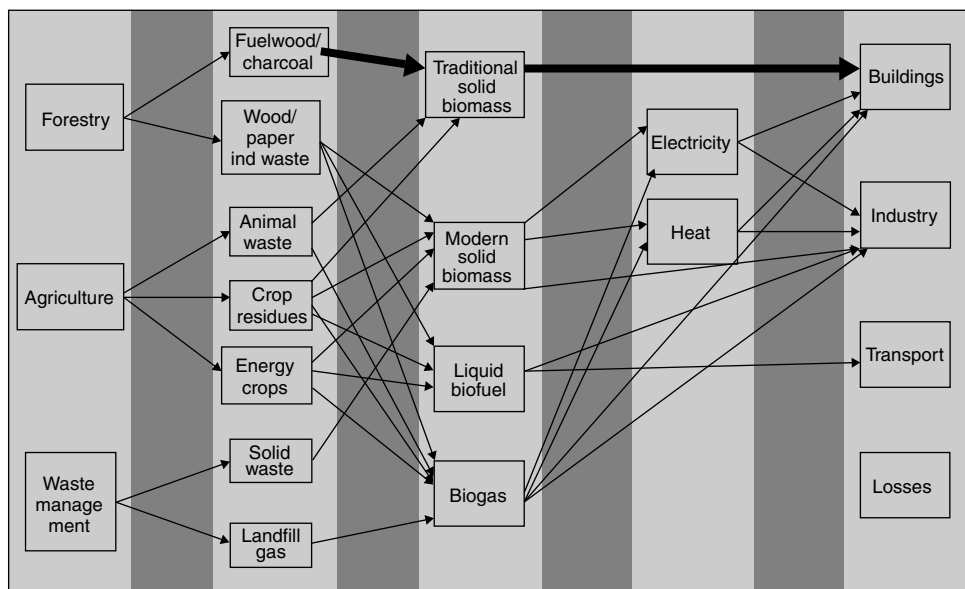 Forestry
Agriculture
Waste
manage
ment
Fuelwood/
charcoal
Wood/
paper
ind waste
Animal
waste
Crop
residues
Energy
crops
Solid
waste
Landfill
gas
Traditional
solid
biomass
Modern
solid
biomass
Liquid
biofuel
Biogas
Electricity
Heat
Buildings
Industry
Transport
Losses